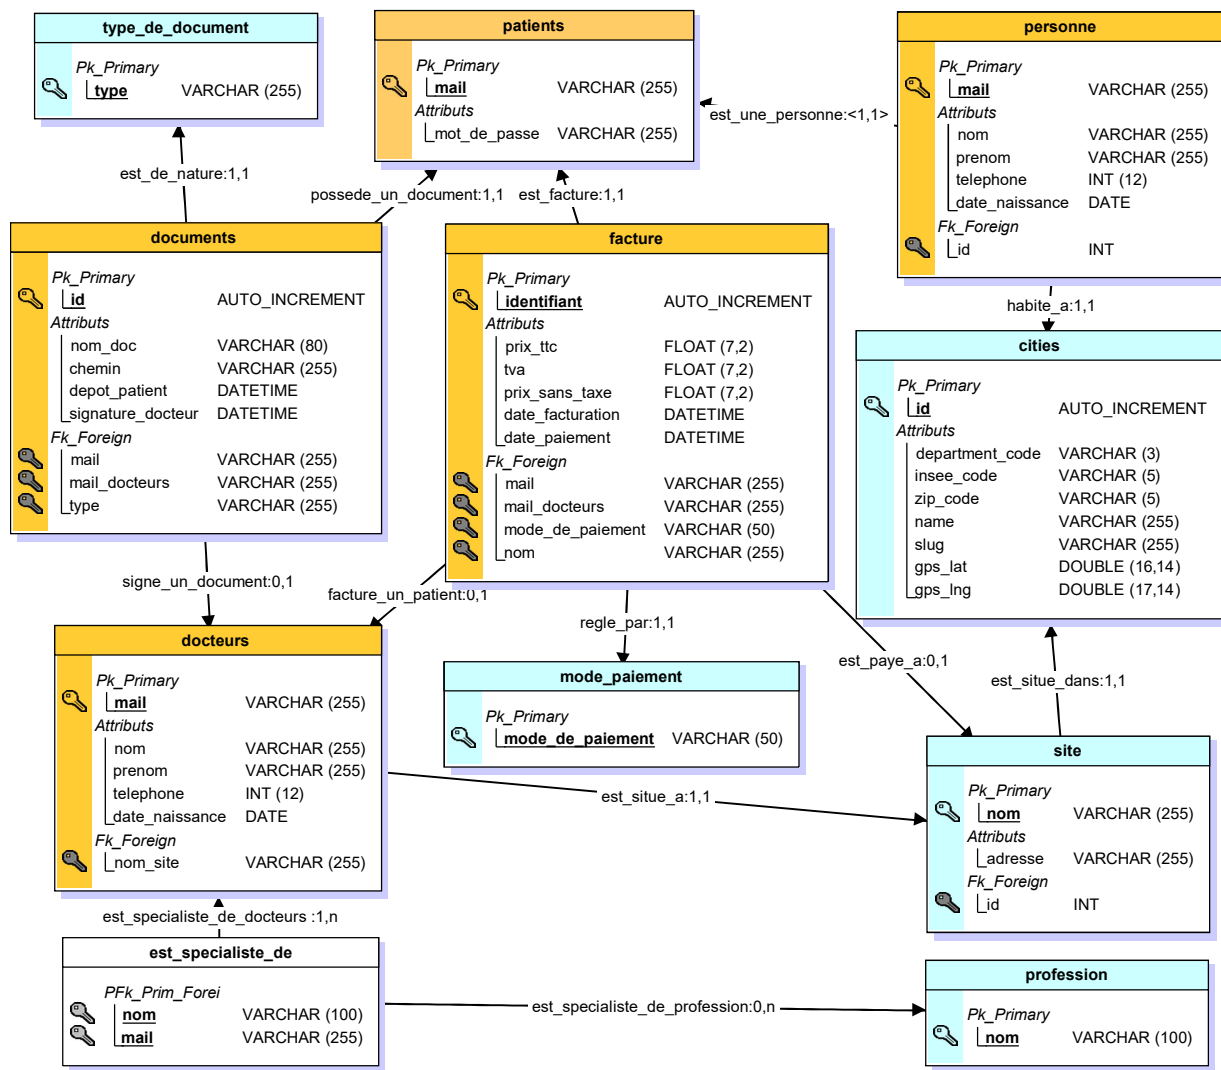 type_de_document
Pk_Primary
type VARCHAR (255)
patients
Pk_Primary
mail VARCHAR (255)
Attributs
mot_de_passe VARCHAR (255)
personne
Pk_Primary
mail VARCHAR (255)
Attributs
nom VARCHAR (255)
prenom VARCHAR (255)
telephone INT (12)
date_naissance DATE
Fk_Foreign
id INT
est_une_personne:<1,1>
est_de_nature:1,1
possede_un_document:1,1
est_facture:1,1
documents
Pk_Primary
id AUTO_INCREMENT
Attributs
nom_doc VARCHAR (80)
chemin VARCHAR (255)
depot_patient DATETIME
signature_docteur DATETIME
Fk_Foreign
mail VARCHAR (255)
mail_docteurs VARCHAR (255)
type VARCHAR (255)
facture
Pk_Primary
identifiant AUTO_INCREMENT
Attributs
prix_ttc FLOAT (7,2)
tva FLOAT (7,2)
prix_sans_taxe FLOAT (7,2)
date_facturation DATETIME
date_paiement DATETIME
Fk_Foreign
mail VARCHAR (255)
mail_docteurs VARCHAR (255)
mode_de_paiement VARCHAR (50)
nom VARCHAR (255)
habite_a:1,1
cities
Pk_Primary
id AUTO_INCREMENT
Attributs
department_code VARCHAR (3)
insee_code VARCHAR (5)
zip_code VARCHAR (5)
name VARCHAR (255)
slug VARCHAR (255)
gps_lat DOUBLE (16,14)
gps_lng DOUBLE (17,14)
signe_un_document:0,1
facture_un_patient:0,1
regle_par:1,1
est_paye_a:0,1
est_situe_dans:1,1
docteurs
Pk_Primary
mail VARCHAR (255)
Attributs
nom VARCHAR (255)
prenom VARCHAR (255)
telephone INT (12)
date_naissance DATE
Fk_Foreign
nom_site VARCHAR (255)
mode_paiement
Pk_Primary
mode_de_paiement VARCHAR (50)
est_situe_a:1,1
site
Pk_Primary
nom VARCHAR (255)
Attributs
adresse VARCHAR (255)
Fk_Foreign
id INT
est_specialiste_de_docteurs :1,n
est_specialiste_de
PFk_Prim_Forei
nom VARCHAR (100)
mail VARCHAR (255)
est_specialiste_de_profession:0,n
profession
Pk_Primary
nom VARCHAR (100)